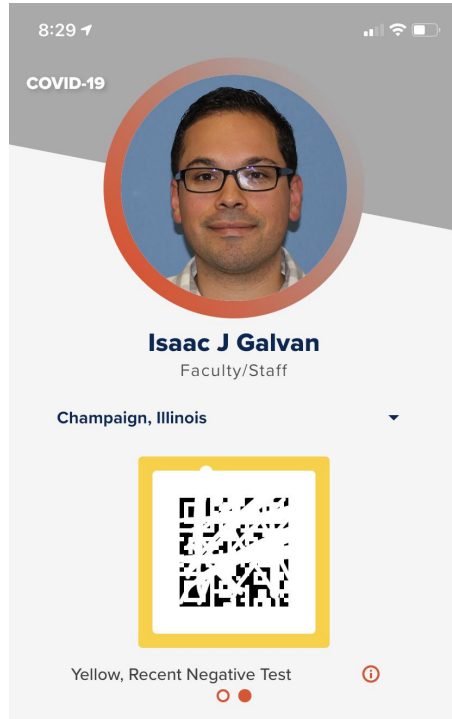 8:29
COVID-19
Isaac J Galvan
Faculty/Staff
Champaign, Illinois
Yellow, Recent Negative Test